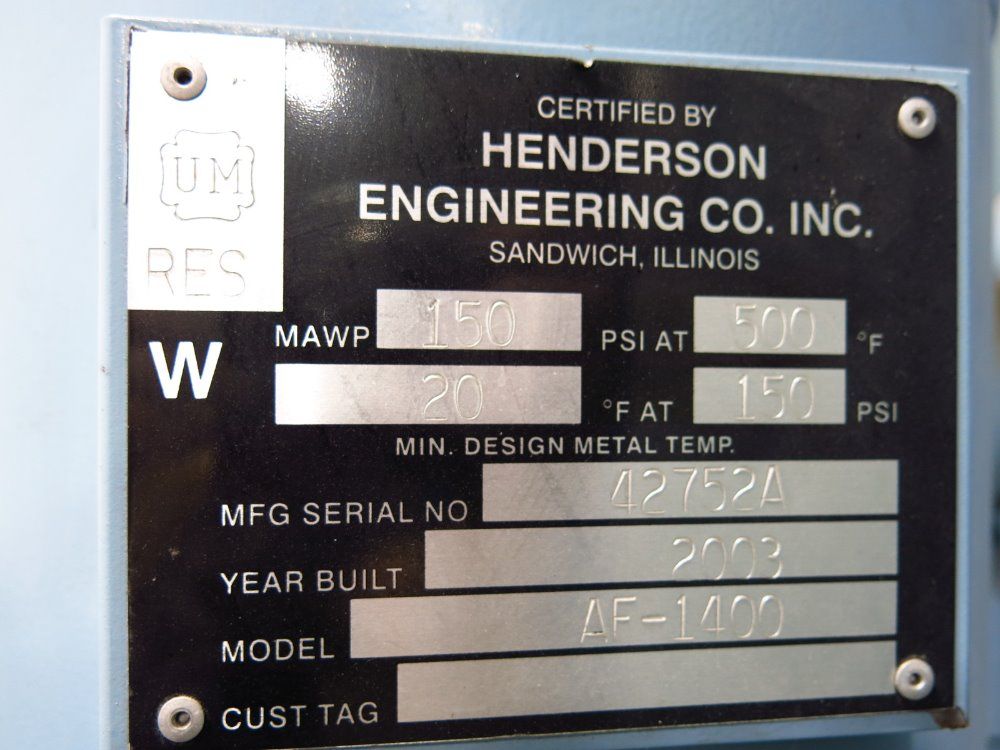 UM
RES
W
CERTIFIED BY
HENDERSON
ENGINEERING CO. INC.
SANDWICH, ILLINOIS
MAWP 150 PSI AT 500 °F
20 °F AT 150 PSI
MIN. DESIGN METAL TEMP.
MFG SERIAL NO 42752A
YEAR BUILT 2003
MODEL AF-1400
CUST TAG